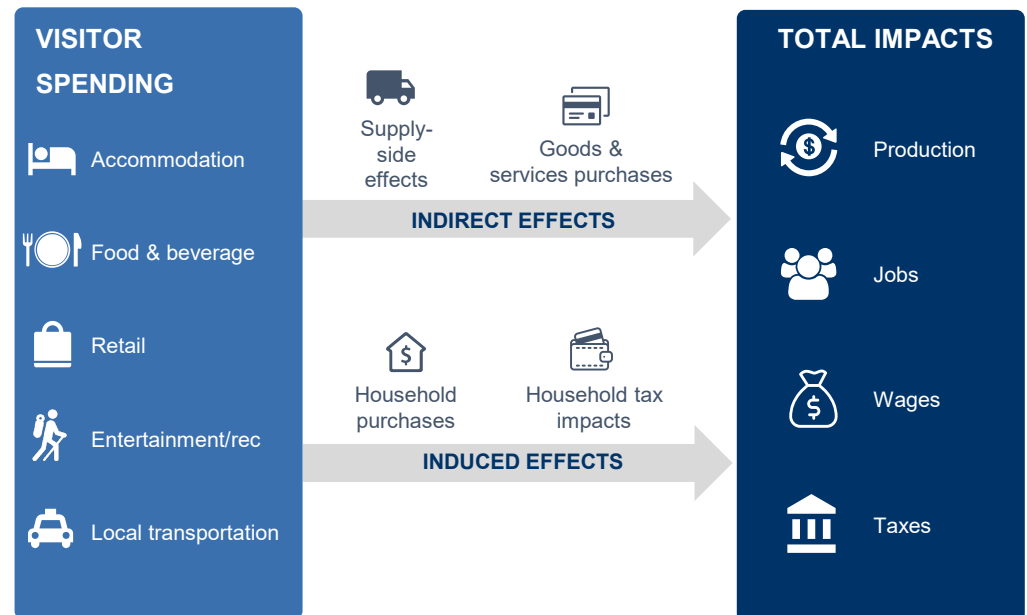 VISITOR
SPENDING
Accommodation
Food & beverage
Retail
Entertainment/rec
Local transportation
Supply-
side
effects
Goods &
services purchases
INDIRECT EFFECTS
Household
purchases
Household tax
impacts
INDUCED EFFECTS
TOTAL IMPACTS
$
Production
Jobs
$
Wages
Taxes
$